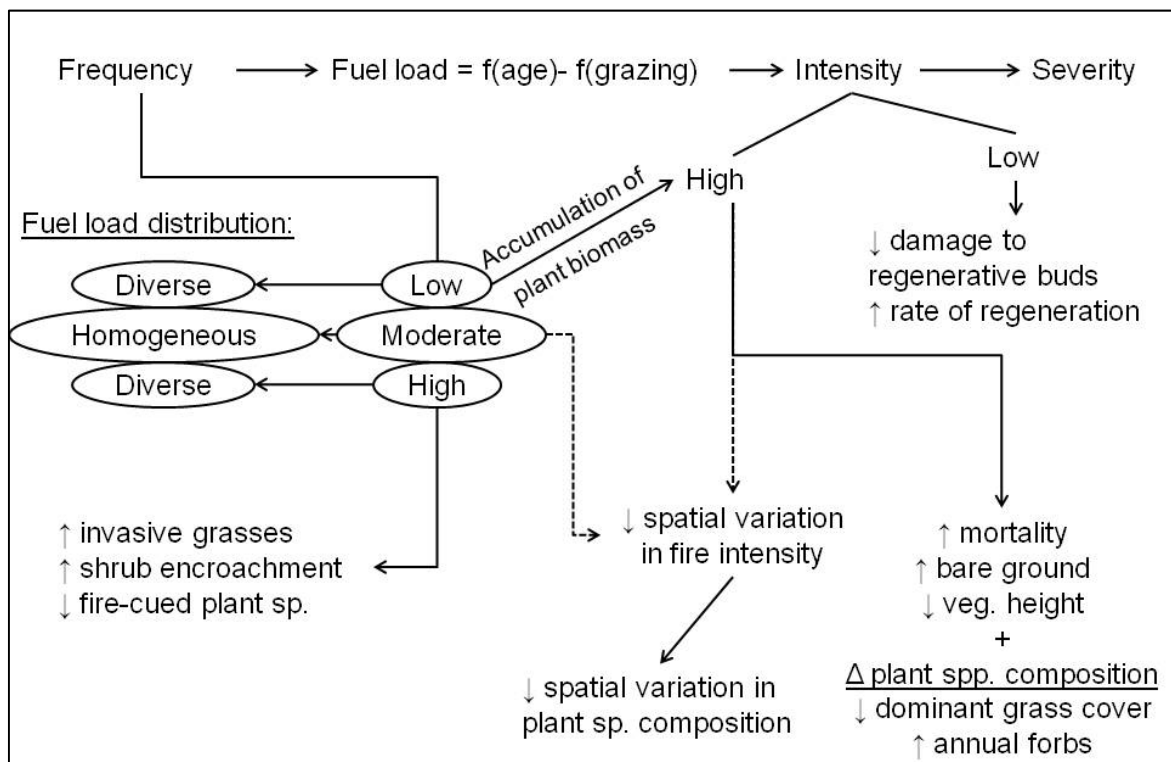 Frequency
Fuel load = f(age)- f(grazing)
Intensity
Severity
Low
High
Accumulation of
plant biomass
Fuel load distribution:
Diverse
Low
Homogeneous
Moderate
Diverse
High
↓ damage to
regenerative buds
↑ rate of regeneration
↑ invasive grasses
↑ shrub encroachment
↓ fire-cued plant sp.
↓ spatial variation
in fire intensity
↑ mortality
↑ bare ground
↓ veg. height
+
Δ plant spp. composition
↓ dominant grass cover
↑ annual forbs
↓ spatial variation in
plant sp. composition